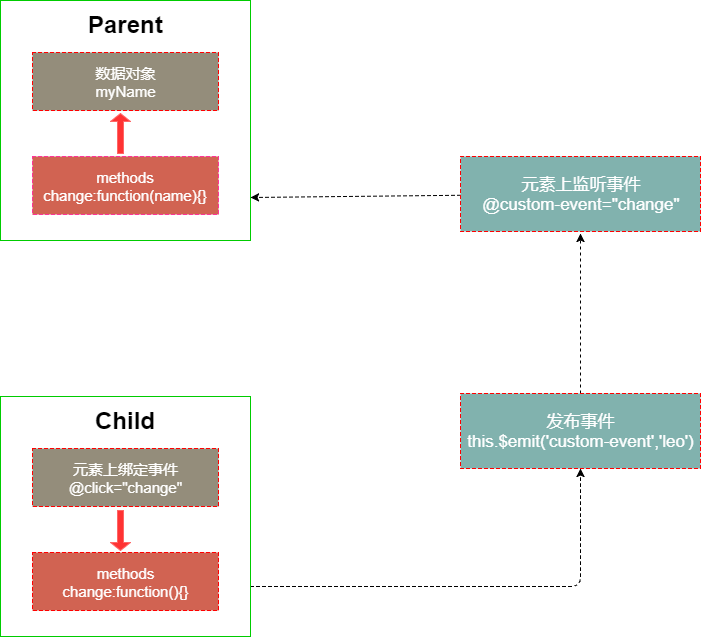 Parent
数据对象
myName
methods
change:function(name){}
元素上监听事件
@custom-event="change"
发布事件
this.$emit('custom-event','leo')
Child
元素上绑定事件
@click="change"
methods
change:function(){}